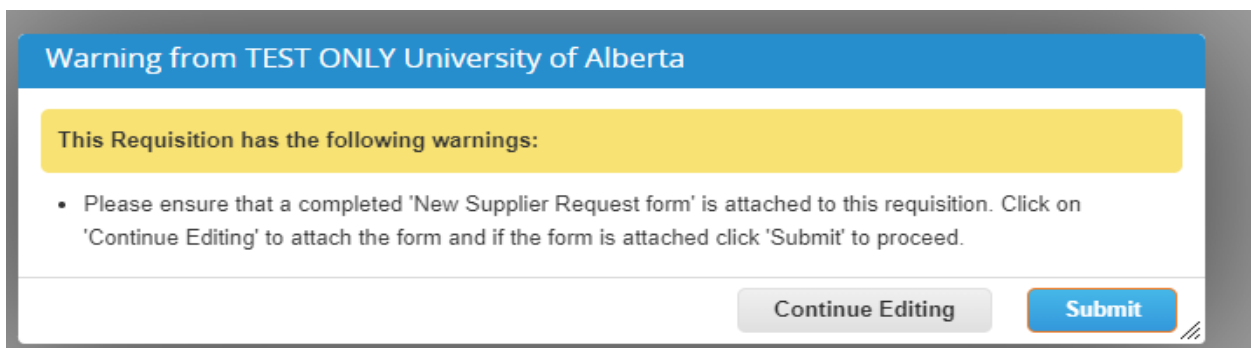 Warning from TEST ONLY University of Alberta
This Requisition has the following warnings:
• Please ensure that a completed 'New Supplier Request form' is attached to this requisition. Click on
'Continue Editing' to attach the form and if the form is attached click 'Submit' to proceed.
Continue Editing
Submit